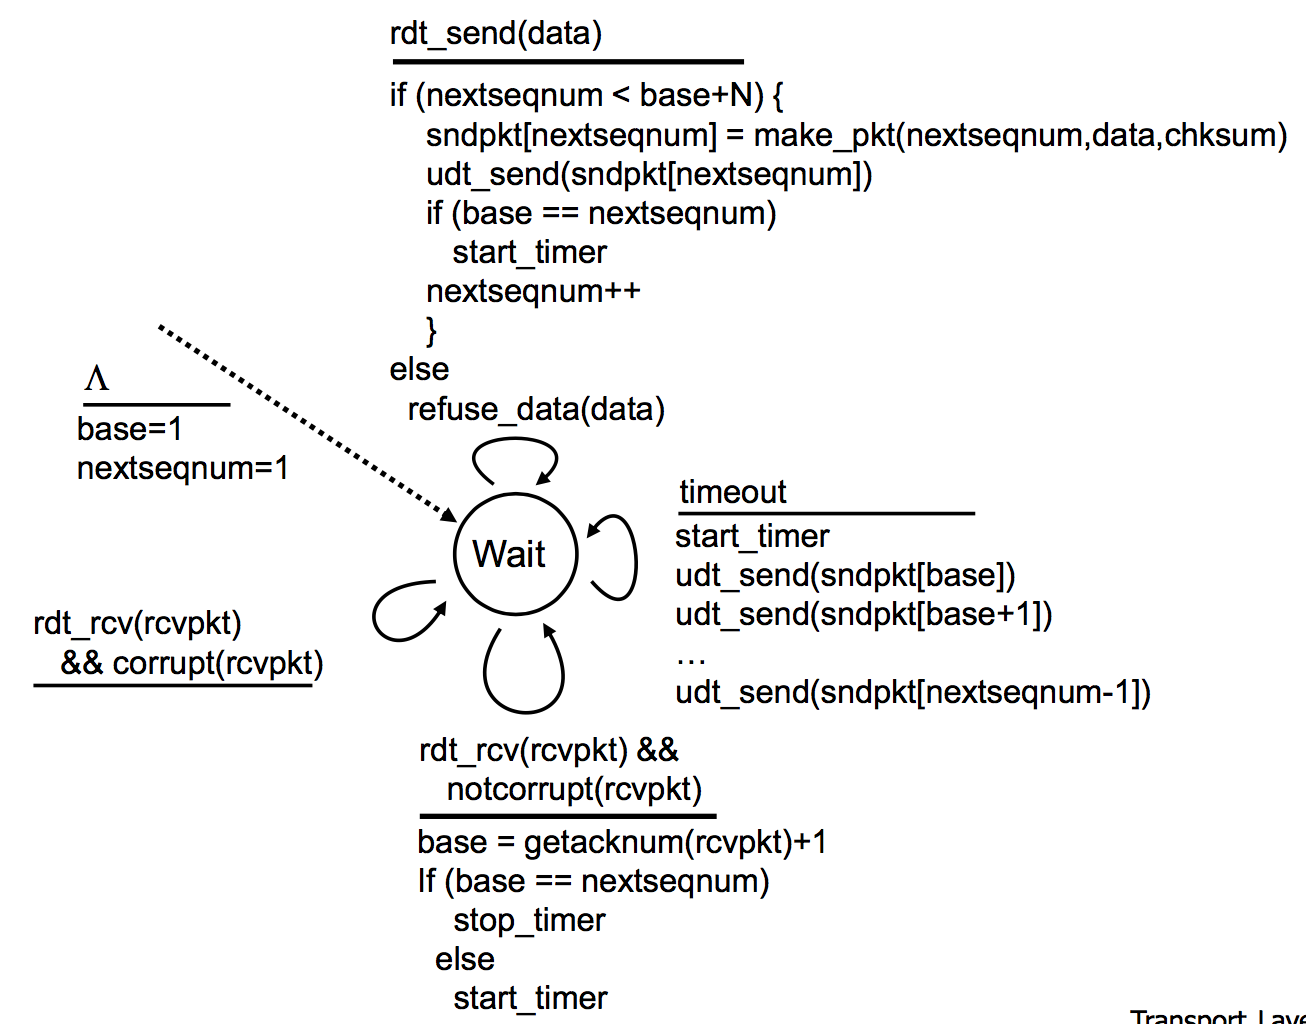 rdt_send(data)
if (nextseqnum < base+N) {
sndpkt[nextseqnum] = make_pkt(nextseqnum,data,chksum)
udt_send(sndpkt[nextseqnum])
if (base == nextseqnum)
start_timer
nextseqnum++
}
else
refuse_data(data)
Λ
base=1
nextseqnum=1
Wait
timeout
start_timer
udt_send(sndpkt[base])
udt_send(sndpkt[base+1])
…
udt_send(sndpkt[nextseqnum-1])
rdt_rcv(rcvpkt)
&& corrupt(rcvpkt)
rdt_rcv(rcvpkt) &&
notcorrupt(rcvpkt)
base = getacknum(rcvpkt)+1
If (base == nextseqnum)
stop_timer
else
start_timer
Transport